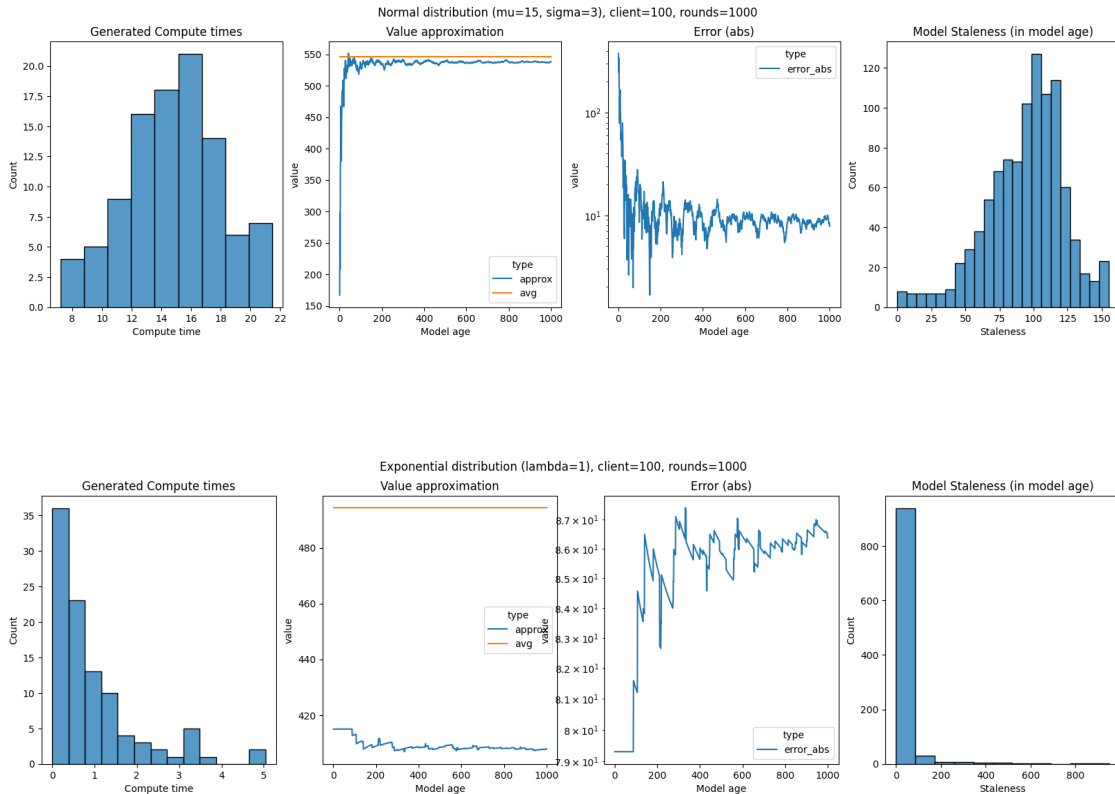 Normal distribution (mu=15, sigma=3), client=100, rounds=1000
Generated Compute times
Count
20.0
17.5
15.0
12.5
10.0
7.5
5.0
2.5
0.0
8 10 12 14 16 18 20 22
Compute time
Value approximation
value
550
500
450
400
350
300
250
200
150
type
approx
avg
0 200 400 600 800 1000
Model age
Error (abs)
value
type
error_abs
10²
10¹
0 200 400 600 800 1000
Model age
Model Staleness (in model age)
Count
120
100
80
60
40
20
0
0 25 50 75 100 125 150
Staleness
Exponential distribution (lambda=1), client=100, rounds=1000
Generated Compute times
Count
35
30
25
20
15
10
5
0
0 1 2 3 4 5
Compute time
Value approximation
value
480
460
440
420
type
approx
avg
0 200 400 600 800 1000
Model age
Error (abs)
value
8.7 × 10¹
8.6 × 10¹
8.5 × 10¹
8.4 × 10¹
8.3 × 10¹
8.2 × 10¹
8.1 × 10¹
8 × 10¹
7.9 × 10¹
type
error_abs
0 200 400 600 800 1000
Model age
Model Staleness (in model age)
Count
800
600
400
200
0
0 200 400 600 800
Staleness